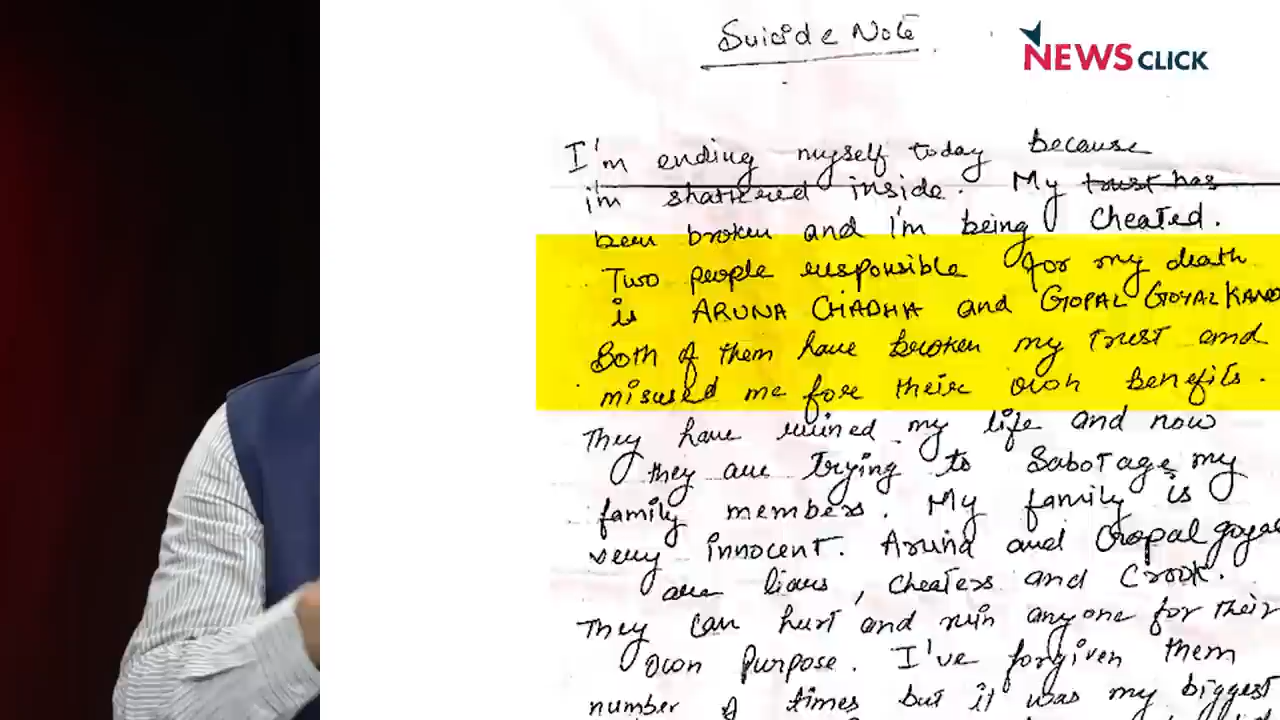 Suicide Note
NEWSCLICK
I'm ending myself today because
i'm shattered inside. My trust has
been broken and i'm being cheated.
Two people responsible for my death
is ARUNA CHADHA and GOPAL GOYAL KAND
Both of them have broken my trust and
misused me fore their own benefits.
They have ruined my life and now
they are trying to sabotage my
family members. My family is
very innocent. Aruna and Gopal goyal
are liars, cheaters and crook.
They can hurt and ruin anyone for their
own purpose. I've forgiven them
number of times but it was my biggest